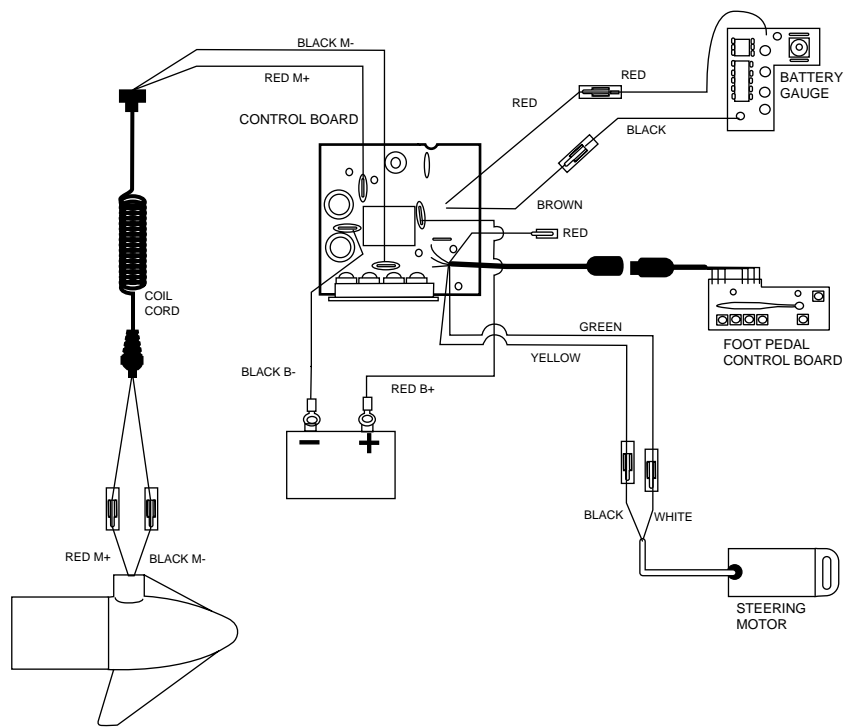 BLACK M-
RED M+
CONTROL BOARD
RED
RED
BATTERY
GAUGE
BLACK
BROWN
RED
COIL
CORD
GREEN
YELLOW
FOOT PEDAL
CONTROL BOARD
BLACK B-
RED B+
BLACK
WHITE
RED M+
BLACK M-
STEERING
MOTOR